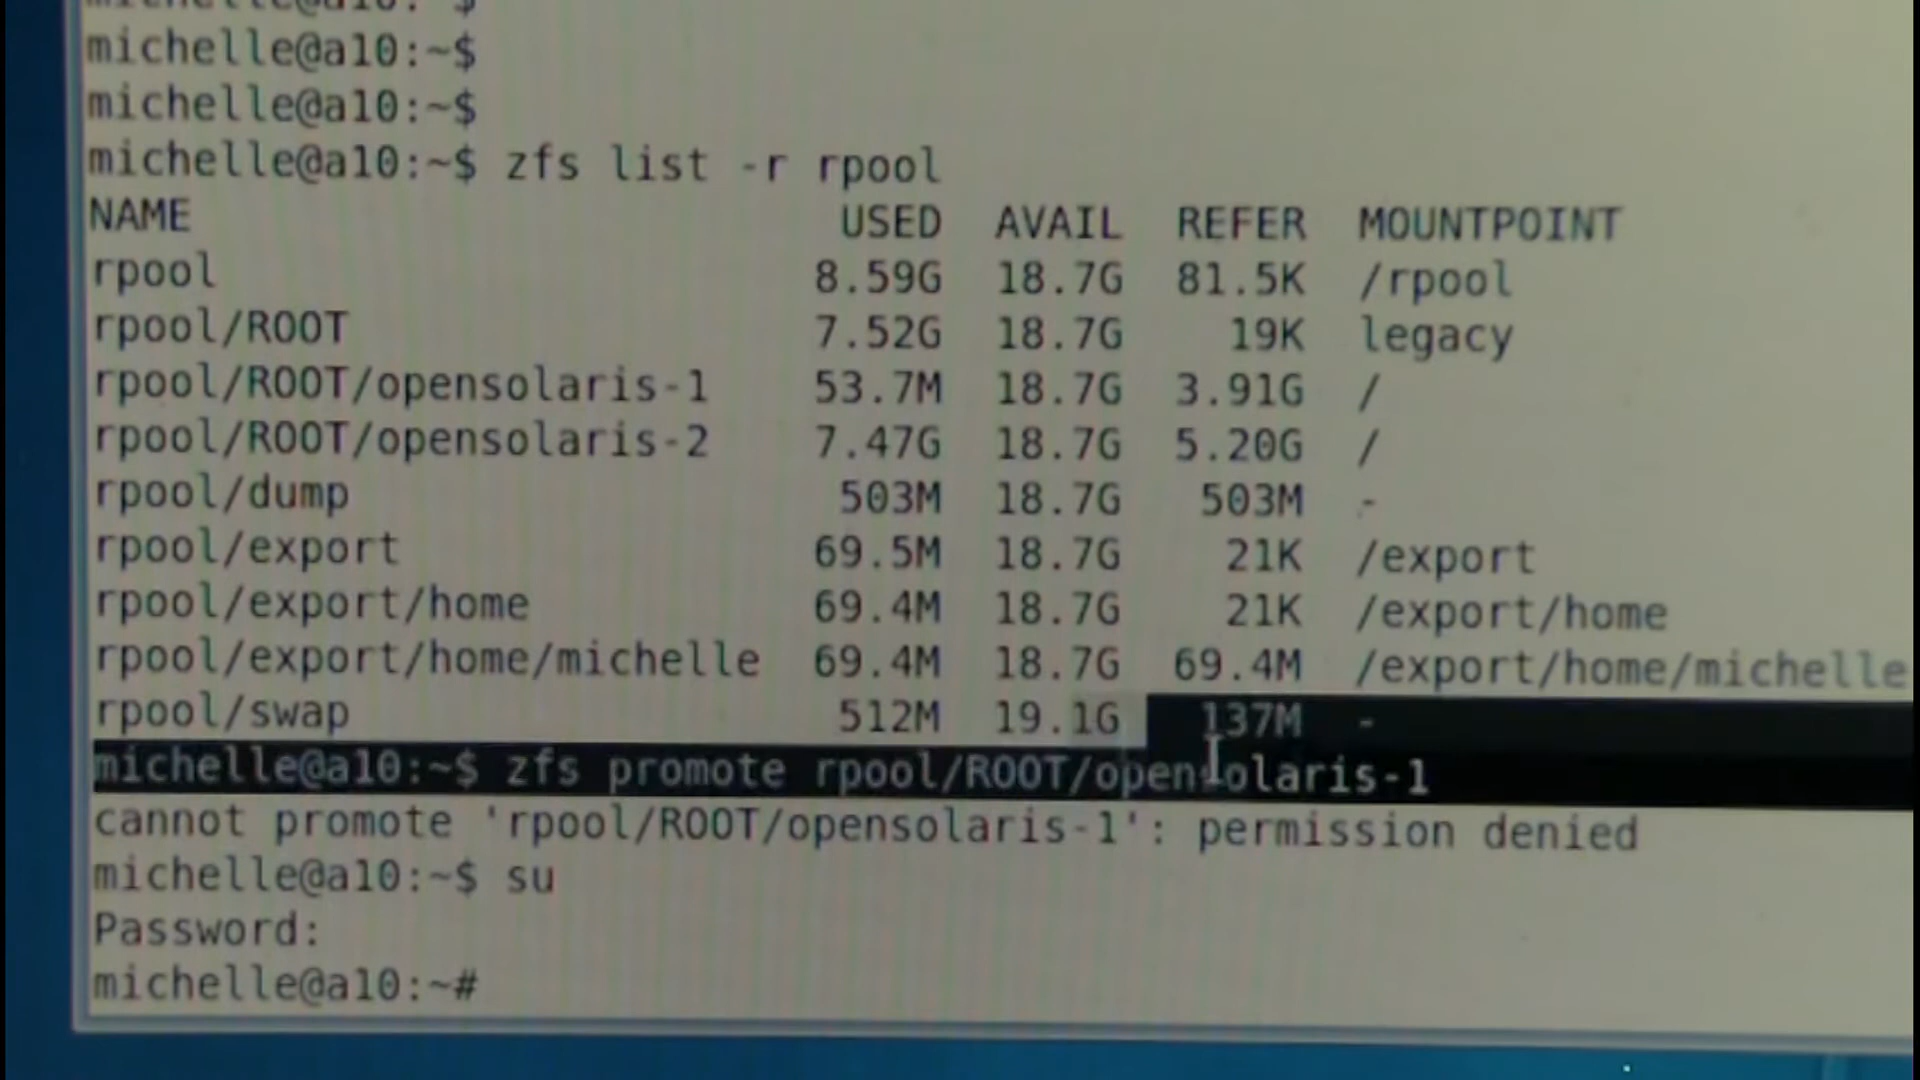 michelle@a10:~$
michelle@a10:~$
michelle@a10:~$
michelle@a10:~$ zfs list -r rpool
NAME USED AVAIL REFER MOUNTPOINT
rpool 8.59G 18.7G 81.5K /rpool
rpool/ROOT 7.52G 18.7G 19K legacy
rpool/ROOT/opensolaris-1 53.7M 18.7G 3.91G /
rpool/ROOT/opensolaris-2 7.47G 18.7G 5.20G /
rpool/dump 503M 18.7G 503M -
rpool/export 69.5M 18.7G 21K /export
rpool/export/home 69.4M 18.7G 21K /export/home
rpool/export/home/michelle 69.4M 18.7G 69.4M /export/home/michelle
rpool/swap 512M 19.1G 137M -
michelle@a10:~$ zfs promote rpool/ROOT/opensolaris-1
cannot promote 'rpool/ROOT/opensolaris-1': permission denied
michelle@a10:~$ su
Password:
michelle@a10:~#